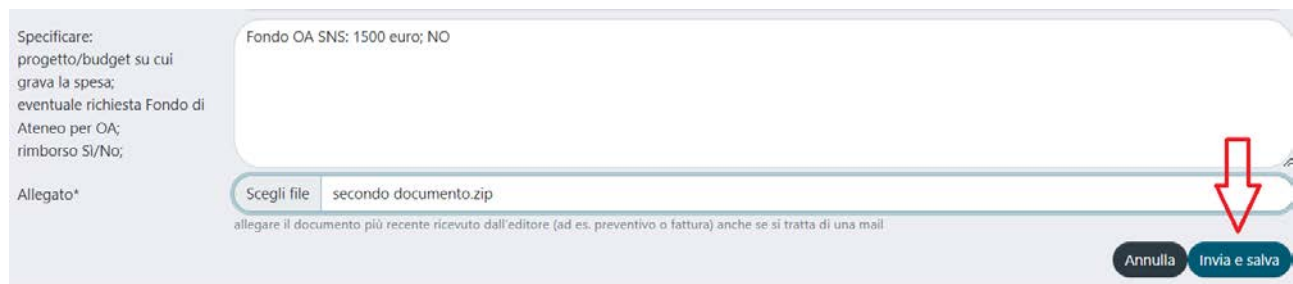 Specificare:
progetto/budget su cui
grava la spesa;
eventuale richiesta Fondo di
Ateneo per OA;
rimborso Sì/No;
Fondo OA SNS: 1500 euro; NO
Allegato*
Scegli file secondo documento.zip
allegare il documento più recente ricevuto dall'editore (ad es. preventivo o fattura) anche se si tratta di una mail
Annulla Invia e salva